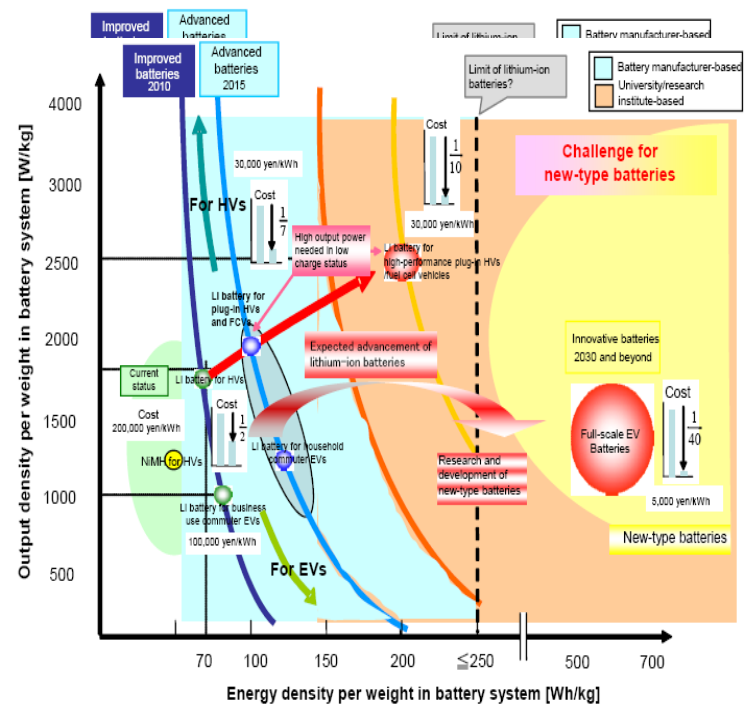 Improved
Advanced
batteries
Limit of lithium-ion
Battery manufacturer-based
Improved
batteries
2010
Advanced
batteries
2015
Limit of lithium-ion
batteries?
Battery manufacturer-based
University/research
institute-based
Output density per weight in battery system [W/kg]
4000
3000
2500
2000
1500
1000
500
30,000 yen/kWh
For HVs
Cost
1
7
1
10
30,000 yen/kWh
Challenge for
new-type batteries
High output power
needed in low
charge status
LI battery for
high-performance plug-in HVs
/fuel cell vehicles
LI battery for
plug-in HVs
and FCVs
Expected advancement of
lithium-ion batteries
Innovative batteries
2030 and beyond
Current
status
LI battery for HVs
Cost
200,000 yen/kWh
Cost
1
2
NiMH for HVs
LI battery for household
commuter EVs
Full-scale EV
Batteries
Cost
1
40
5,000 yen/kWh
Research and
development of
new-type batteries
LI battery for business
use commuter EVs
100,000 yen/kWh
New-type batteries
For EVs
70
100
150
200
≦250
500
700
Energy density per weight in battery system [Wh/kg]